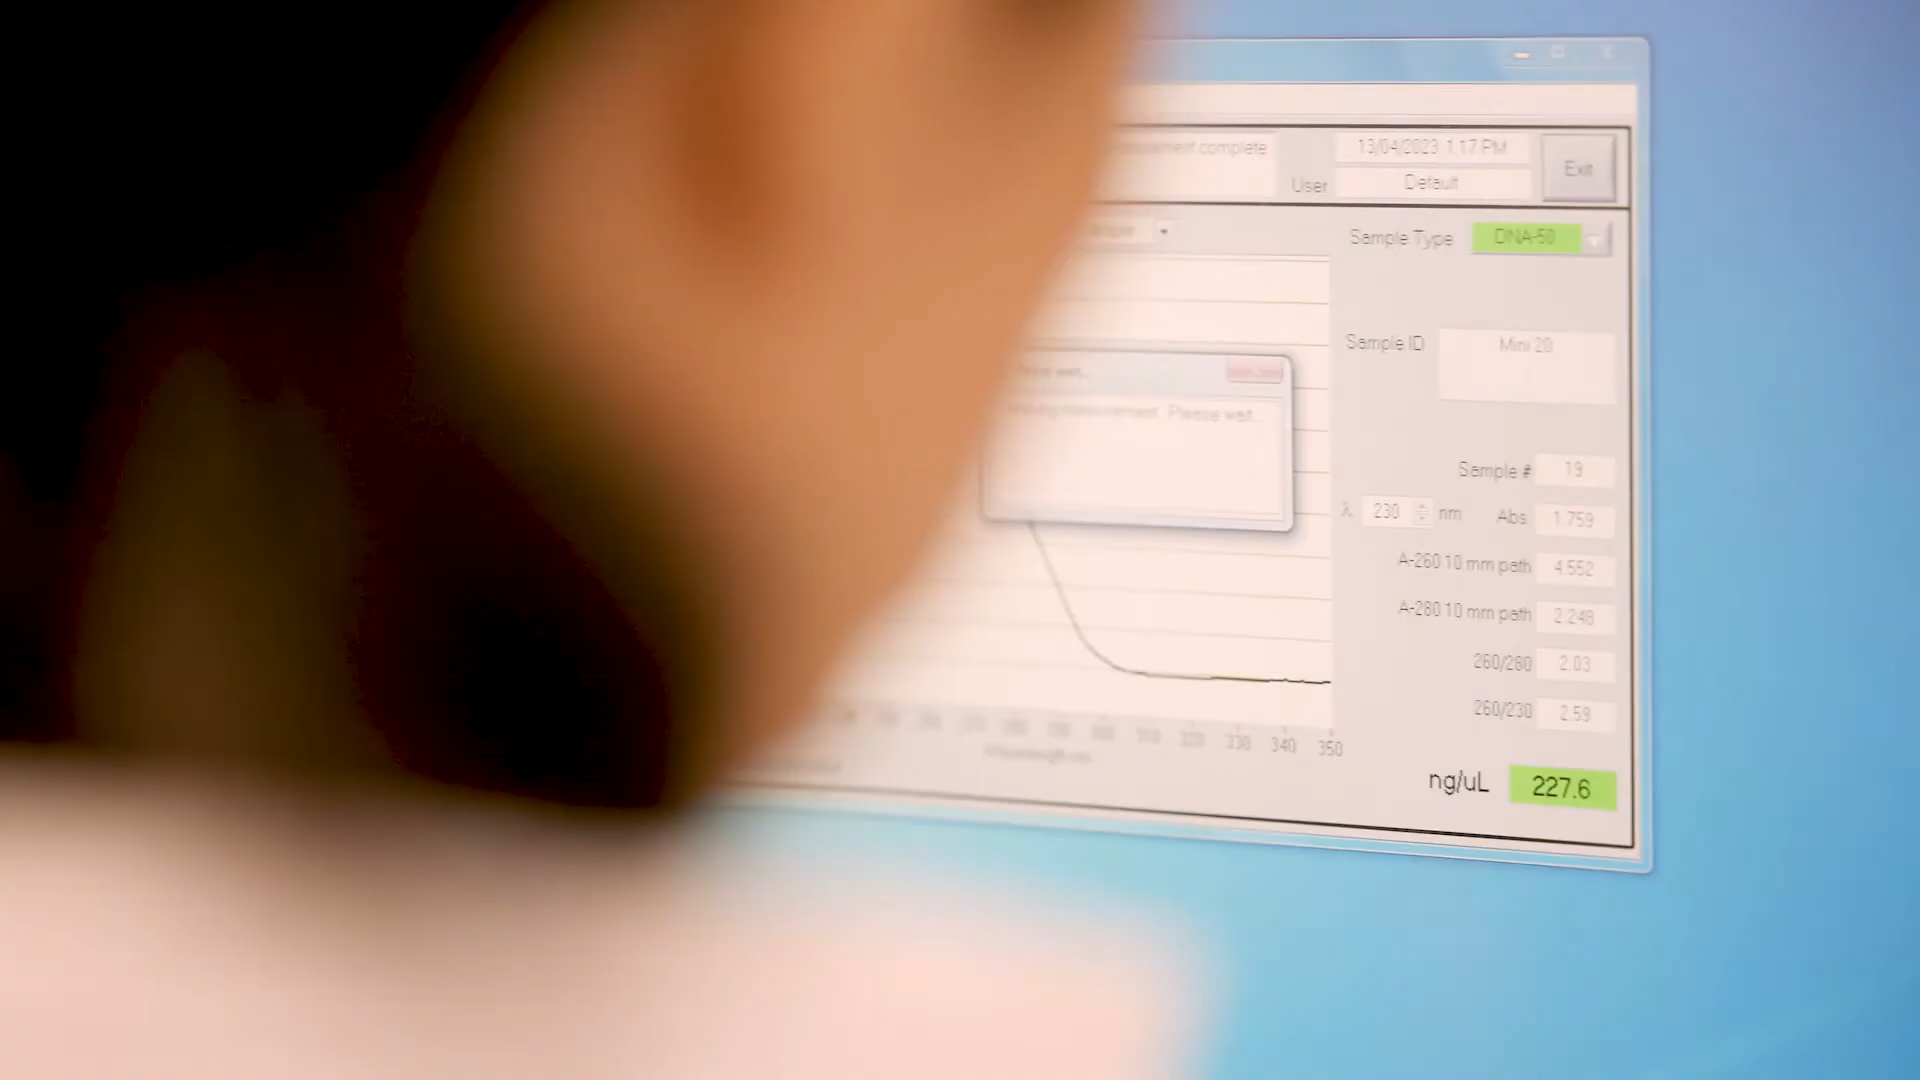 complete
13/04/2023 1:17 PM
User
Default
Exit
Sample Type
DNA-50
Sample ID
Mini 20
Please wait..
measurement. Please wait..
Sample # 19
λ 230 nm Abs. 1.759
A-260 10 mm path 4.552
A-280 10 mm path 2.248
260/280 2.03
260/230 2.59
310 320 330 340 350
ng/uL 227.6